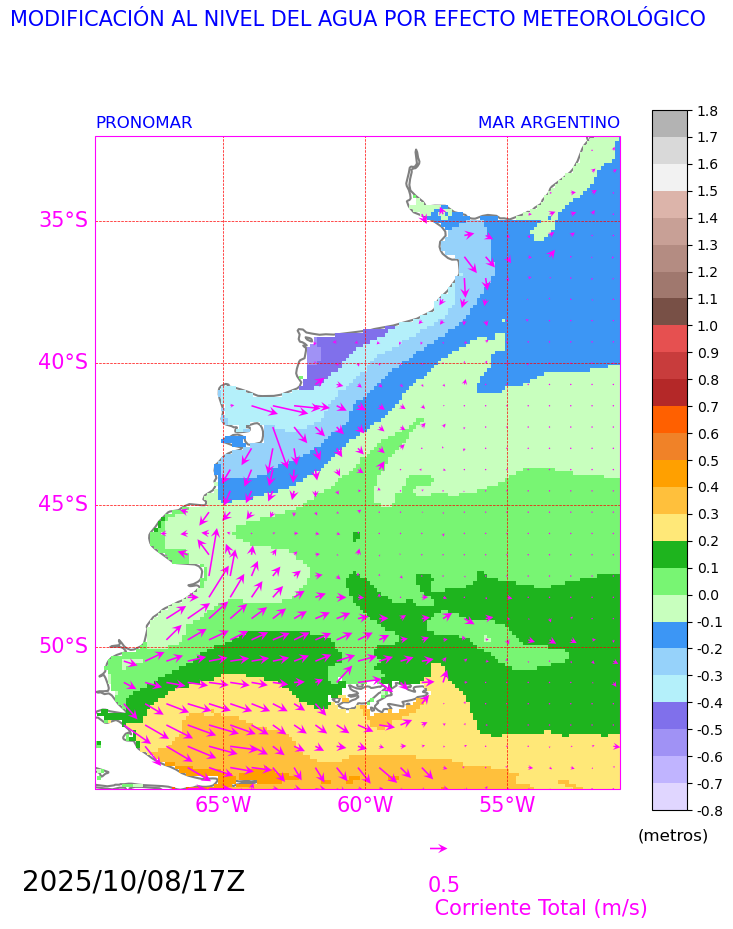 MODIFICACIÓN AL NIVEL DEL AGUA POR EFECTO METEOROLÓGICO
PRONOMAR
MAR ARGENTINO
35°S
40°S
45°S
50°S
65°W
60°W
55°W
1.8
1.7
1.6
1.5
1.4
1.3
1.2
1.1
1.0
0.9
0.8
0.7
0.6
0.5
0.4
0.3
0.2
0.1
0.0
-0.1
-0.2
-0.3
-0.4
-0.5
-0.6
-0.7
-0.8
(metros)
2025/10/08/17Z
0.5
Corriente Total (m/s)